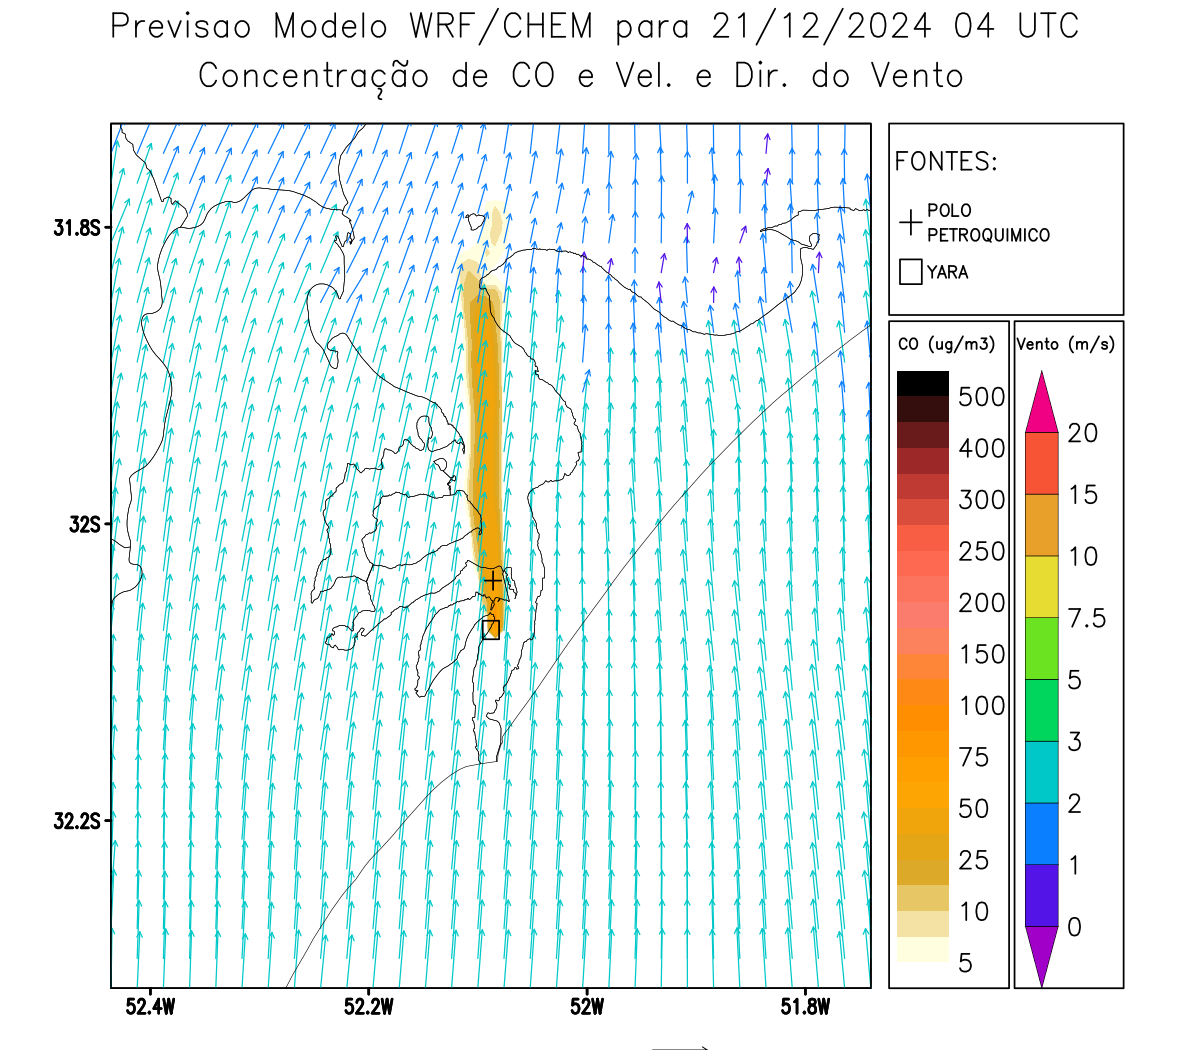 Previsao Modelo WRF/CHEM para 21/12/2024 04 UTC
Concentração de CO e Vel. e Dir. do Vento
FONTES:
POLO
PETROQUIMICO
YARA
31.8S
32S
32.2S
52.4W
52.2W
52W
51.8W
CO (ug/m3)
500
400
300
250
200
150
100
75
50
25
10
5
Vento (m/s)
20
15
10
7.5
5
3
2
1
0